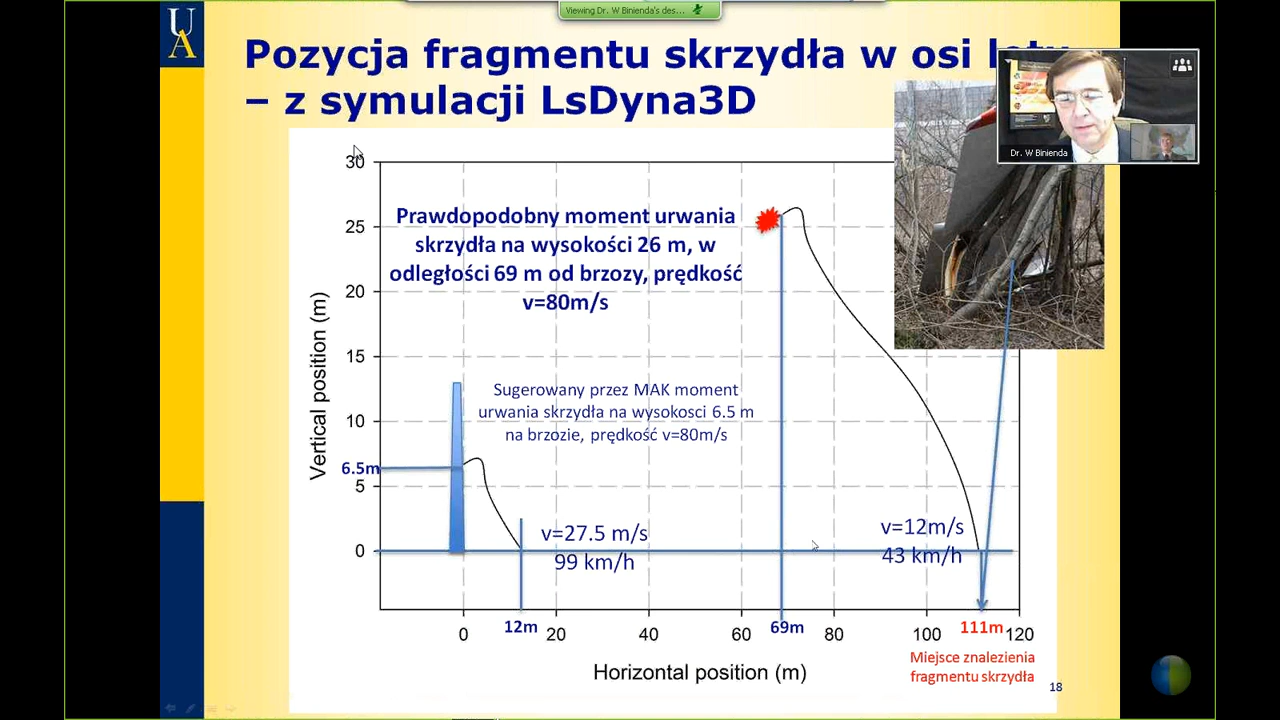 Viewing Dr. W Binienda's des...
UA
Pozycja fragmentu skrzydła w osi
– z symulacji LsDyna3D
Dr. W Binienda
30
25
20
15
10
6.5m
5
0
Vertical position (m)
Prawdopodobny moment urwania
skrzydła na wysokości 26 m, w
odległości 69 m od brzozy, prędkość
v=80m/s
Sugerowany przez MAK moment
urwania skrzydła na wysokosci 6.5 m
na brzozie, prędkość v=80m/s
v=27.5 m/s
99 km/h
v=12m/s
43 km/h
0
12m
20
40
60
69m
80
100
111m
120
Horizontal position (m)
Miejsce znalezienia
fragmentu skrzydła
18